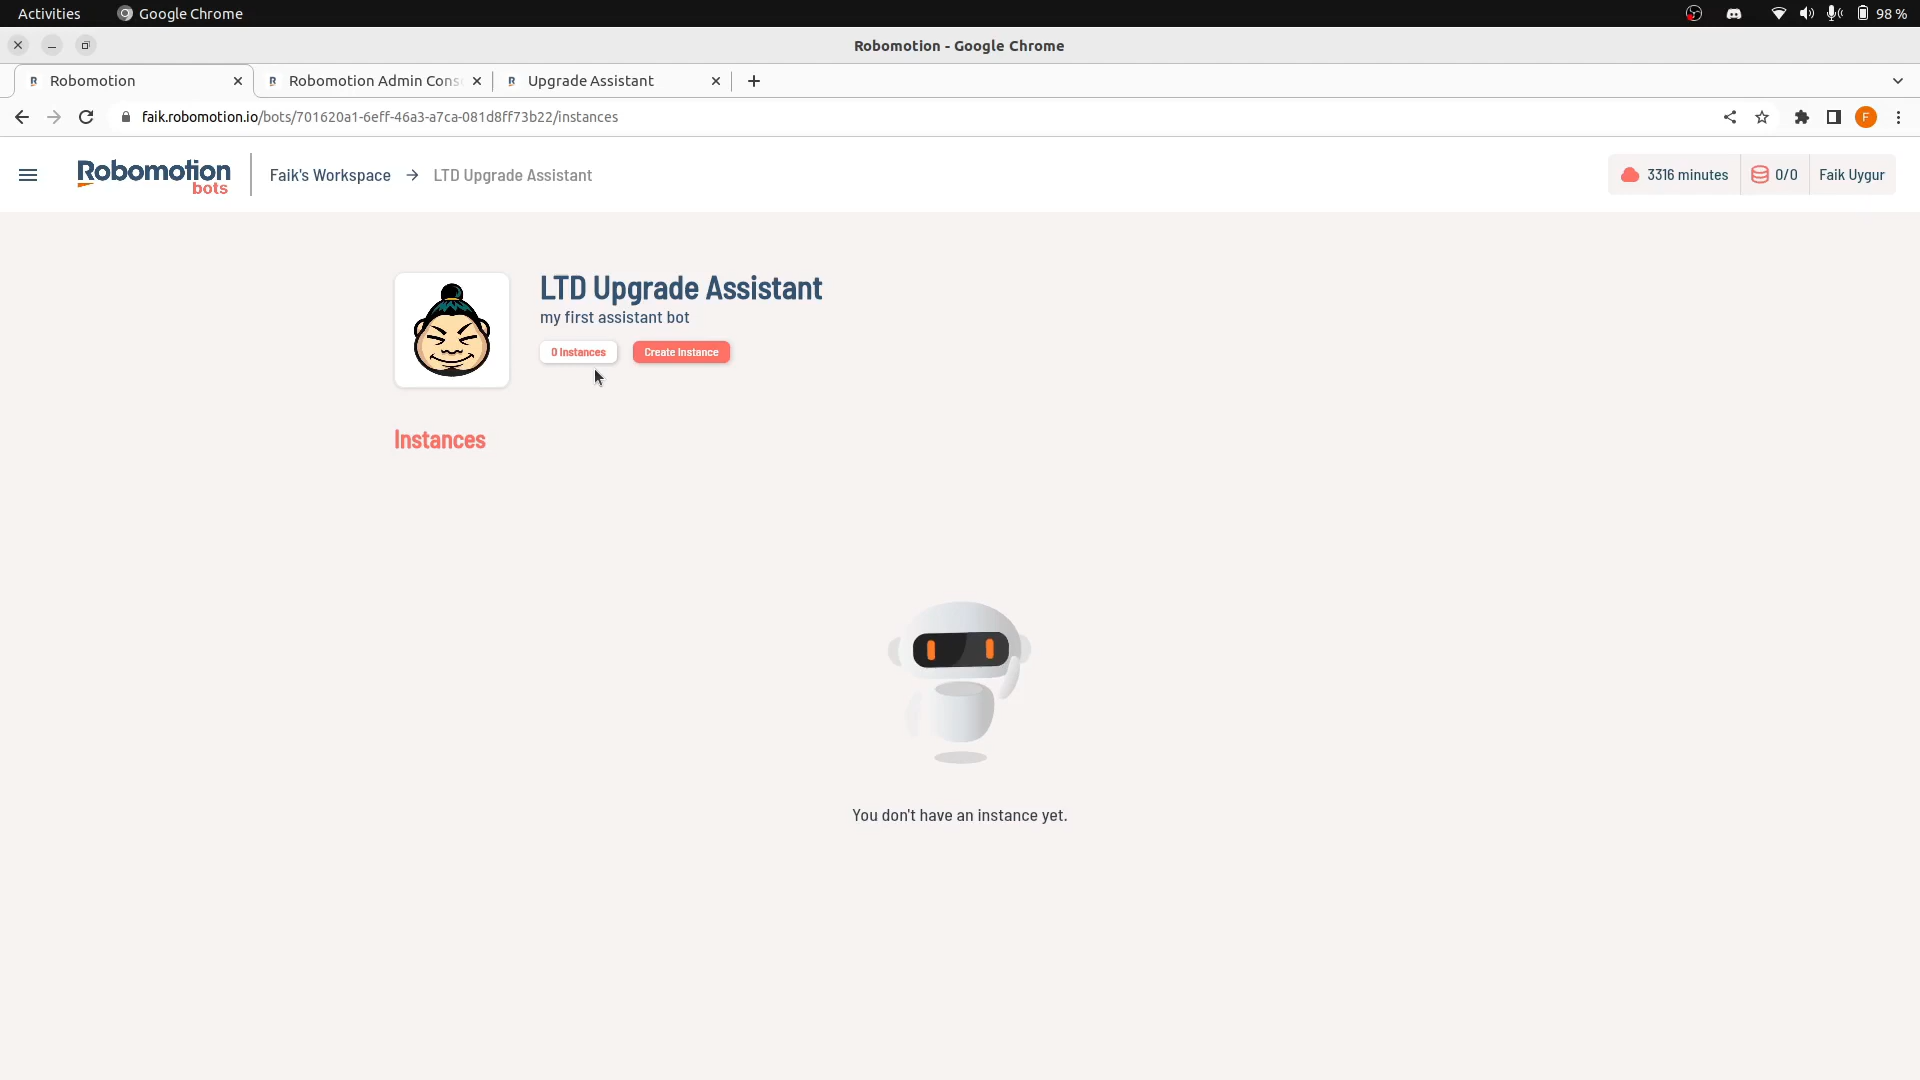 Activities
Google Chrome
98 %
Robomotion - Google Chrome
Robomotion
Robomotion Admin Cons
Upgrade Assistant
faik.robomotion.io/bots/701620a1-6eff-46a3-a7ca-081d8ff73b22/instances
F
Robomotion
bots
Faik's Workspace → LTD Upgrade Assistant
3316 minutes
0/0
Faik Uygur
LTD Upgrade Assistant
my first assistant bot
0 Instances
Create Instance
Instances
You don't have an instance yet.